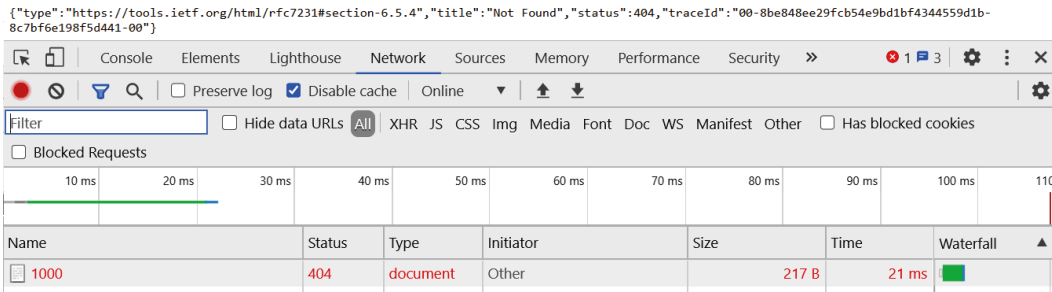 {"type":"https://tools.ietf.org/html/rfc7231#section-6.5.4","title":"Not Found","status":404,"traceId":"00-8be848ee29fcb54e9bd1bf4344559d1b-
8c7bf6e198f5d441-00"}
Console Elements Lighthouse Network Sources Memory Performance Security » 1 3
Preserve log Disable cache Online
Filter Hide data URLs All XHR JS CSS Img Media Font Doc WS Manifest Other Has blocked cookies
Blocked Requests
10 ms 20 ms 30 ms 40 ms 50 ms 60 ms 70 ms 80 ms 90 ms 100 ms 110
Name Status Type Initiator Size Time Waterfall
1000 404 document Other 217 B 21 ms